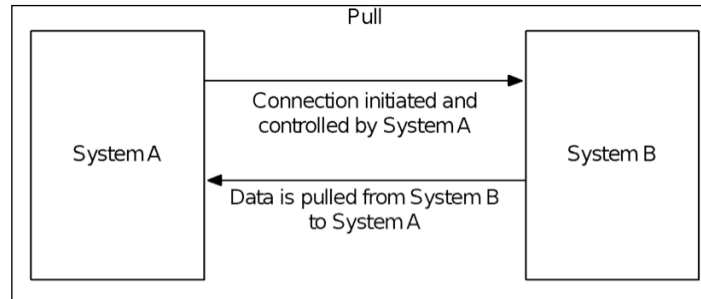 Pull
Connection initiated and
controlled by System A
System A
System B
Data is pulled from System B
to System A